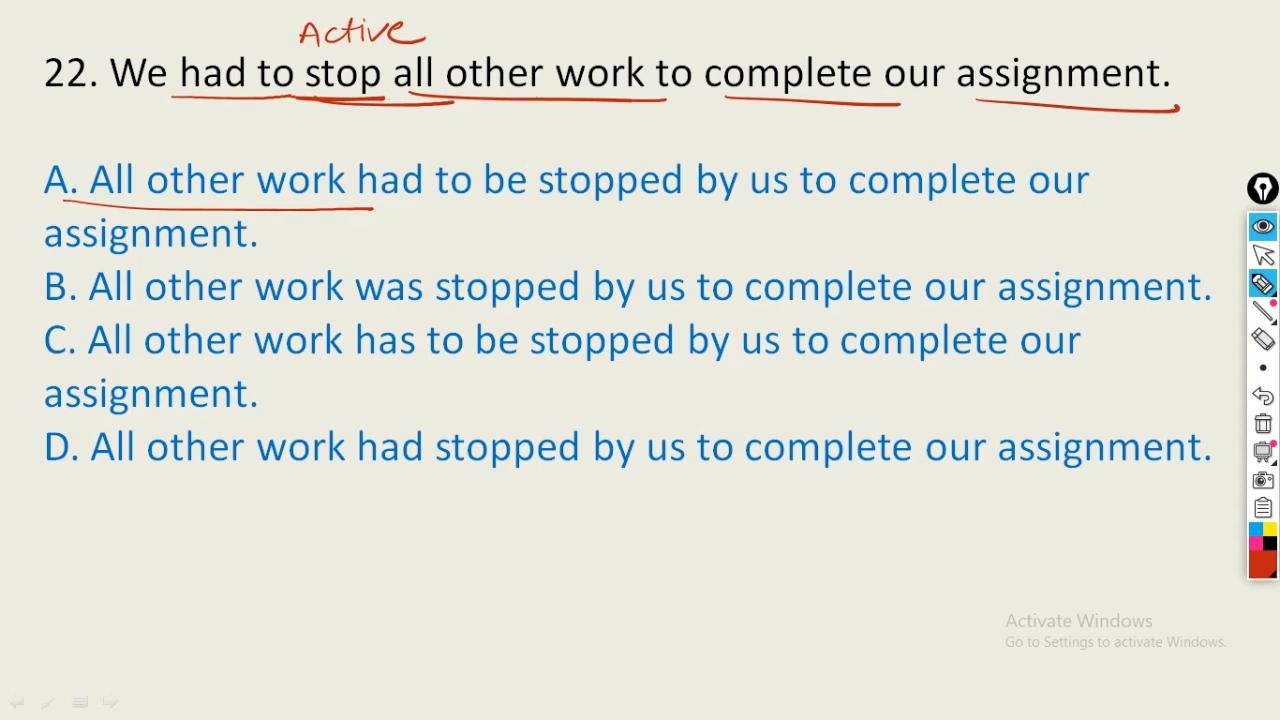 Active
22. We had to stop all other work to complete our assignment.
A. All other work had to be stopped by us to complete our
assignment.
B. All other work was stopped by us to complete our assignment.
C. All other work has to be stopped by us to complete our
assignment.
D. All other work had stopped by us to complete our assignment.
Activate Windows
Go to Settings to activate Windows.